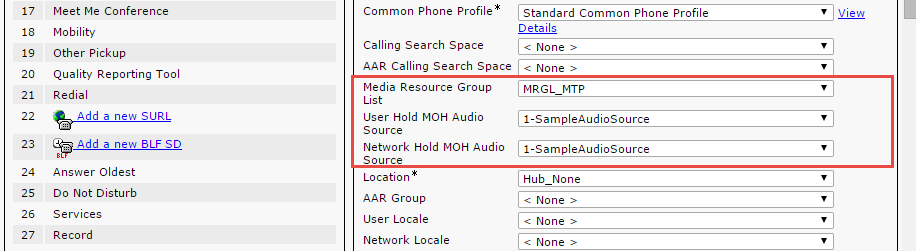 17 Meet Me Conference
18 Mobility
19 Other Pickup
20 Quality Reporting Tool
21 Redial
22 Add a new SURL
23 Add a new BLF SD
BLF
24 Answer Oldest
25 Do Not Disturb
26 Services
27 Record
Common Phone Profile* Standard Common Phone Profile View
Details
Calling Search Space < None >
AAR Calling Search Space < None >
Media Resource Group MRGL_MTP
List
User Hold MOH Audio 1-SampleAudioSource
Source
Network Hold MOH Audio 1-SampleAudioSource
Source
Location* Hub_None
AAR Group < None >
User Locale < None >
Network Locale < None >